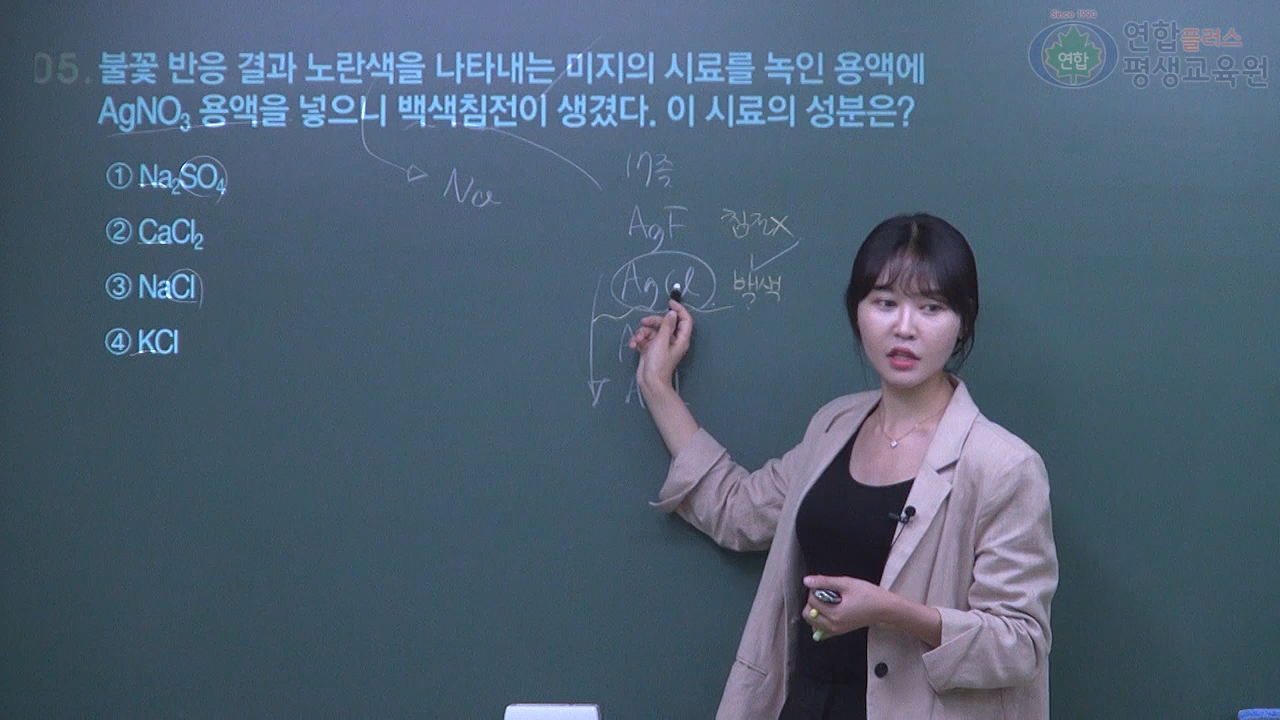 Since 1990
연합
연합플러스
평생교육원
05. 불꽃 반응 결과 노란색을 나타내는 미지의 시료를 녹인 용액에
AgNO₃ 용액을 넣으니 백색침전이 생겼다. 이 시료의 성분은?
① Na₂SO₄
② CaCl₂
③ NaCl
④ KCl
Na
17족
AgF 침전X
AgCl 백색
A
A